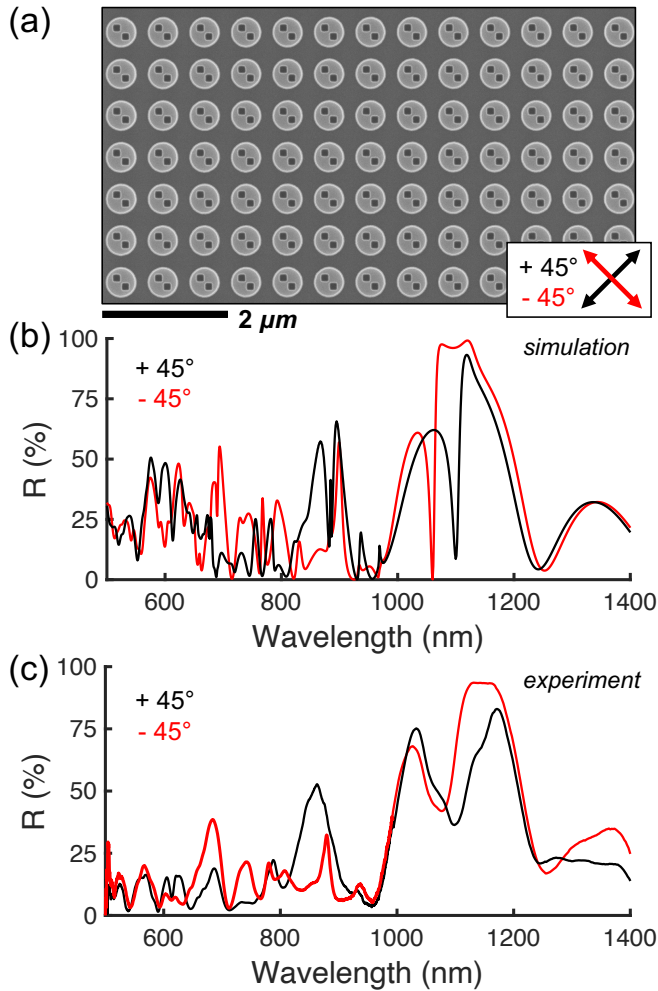 (a)
+ 45°
- 45°
2 μm
(b)
100
75
50
25
0
R (%)
+ 45°
- 45°
simulation
600 800 1000 1200 1400
Wavelength (nm)
(c)
100
75
50
25
0
R (%)
+ 45°
- 45°
experiment
600 800 1000 1200 1400
Wavelength (nm)